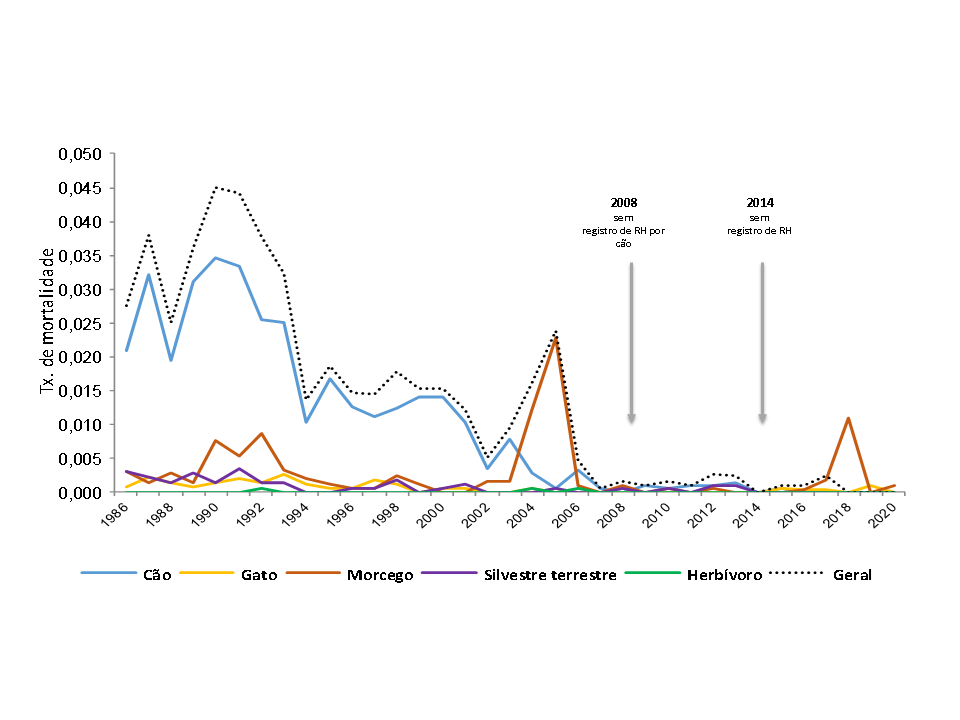 0,050
0,045
0,040
0,035
0,030
0,025
0,020
0,015
0,010
0,005
0,000
Tx. de mortalidade
2008
sem
registro de RH por
cão
2014
sem
registro de RH
1986
1988
1990
1992
1994
1996
1998
2000
2002
2004
2006
2008
2010
2012
2014
2016
2018
2020
Cão
Gato
Morcego
Silvestre terrestre
Herbívoro
Geral